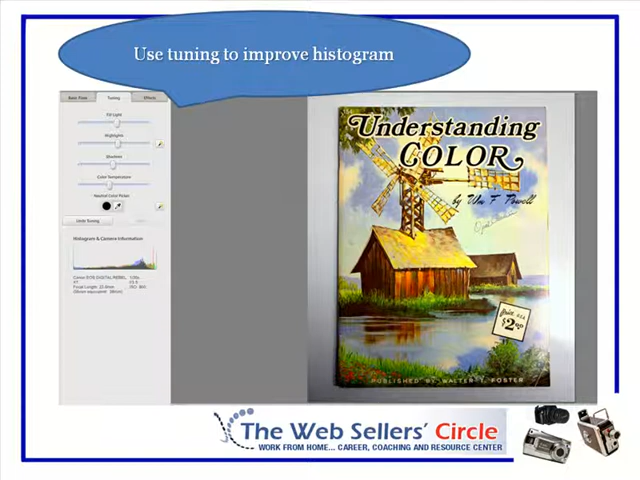 Use tuning to improve histogram
Basic Fixes Tuning Effects
Fill Light
Highlights
Shadows
Color Temperature
Neutral Color Picker
Undo Tuning
Histogram & Camera Information
Understanding
COLOR
by Wm F. Powell
Price U.S.A.
$2.00
PUBLISHED BY WALTER T. FOSTER
The Web Sellers' Circle
WORK FROM HOME... CAREER, COACHING AND RESOURCE CENTER